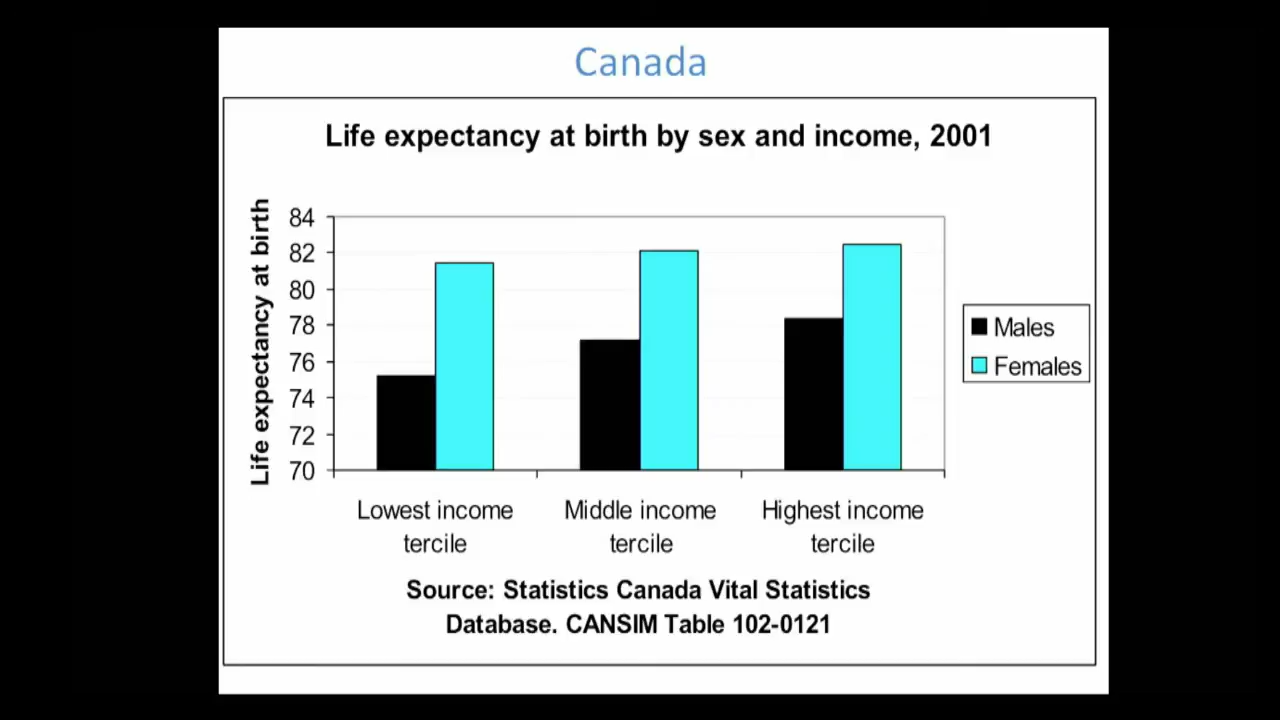 Canada
Life expectancy at birth by sex and income, 2001
Life expectancy at birth
84
82
80
78
76
74
72
70
Lowest income
tercile
Middle income
tercile
Highest income
tercile
Males
Females
Source: Statistics Canada Vital Statistics
Database. CANSIM Table 102-0121